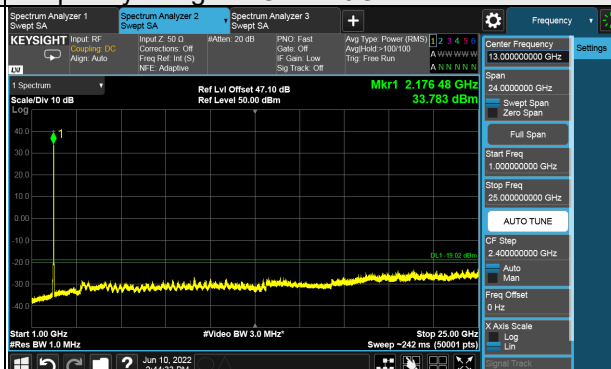 Spectrum Analyzer 1
Swept SA
Spectrum Analyzer 2
Swept SA
Spectrum Analyzer 3
Swept SA
Frequency
KEYSIGHT
Input: RF
Coupling: DC
Align: Auto
Input Z: 50 Ω
Corrections: Off
Freq Ref: Int (S)
NFE: Adaptive
#Atten: 20 dB
PNO: Fast
Gate: Off
IF Gain: Low
Sig Track: Off
Avg Type: Power (RMS)
Avg|Hold:>100/100
Trig: Free Run
1 2 3 4 5 6
A W W W W W
A N N N N N
LXI
1 Spectrum
Scale/Div 10 dB
Log
Ref Lvl Offset 47.10 dB
Ref Level 50.00 dBm
Mkr1 2.176 48 GHz
33.783 dBm
40.0
1
30.0
20.0
10.0
0.00
-10.0
DL1 -19.02 dBm
-20.0
-30.0
-40.0
Start 1.00 GHz
#Res BW 1.0 MHz
#Video BW 3.0 MHz*
Stop 25.00 GHz
Sweep ~242 ms (50001 pts)
Jun 10, 2022
Center Frequency
13.000000000 GHz
Settings
Span
24.0000000 GHz
Swept Span
Zero Span
Full Span
Start Freq
1.000000000 GHz
Stop Freq
25.000000000 GHz
AUTO TUNE
CF Step
2.400000000 GHz
Auto
Man
Freq Offset
0 Hz
X Axis Scale
Log
Lin
Signal Track